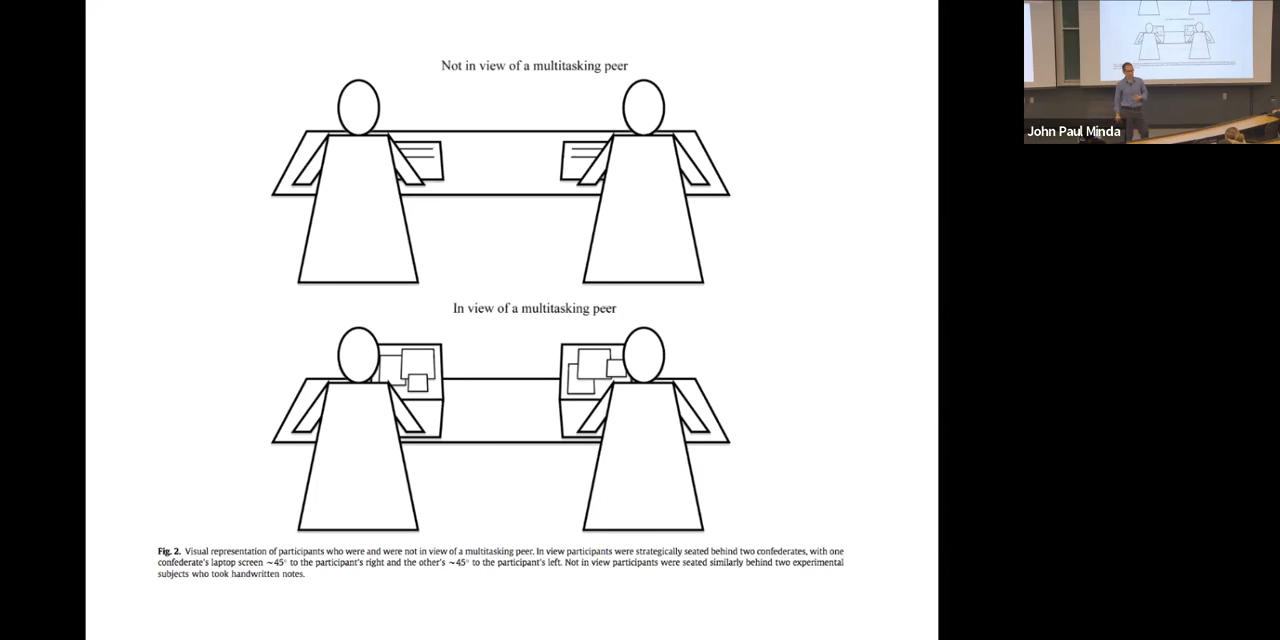 Not in view of a multitasking peer
In view of a multitasking peer
Fig. 2. Visual representation of participants who were and were not in view of a multitasking peer. In view participants were strategically seated behind two confederates, with one
confederate's laptop screen ~45° to the participant's right and the other's ~45° to the participant's left. Not in view participants were seated similarly behind two experimental
subjects who took handwritten notes.
John Paul Minda